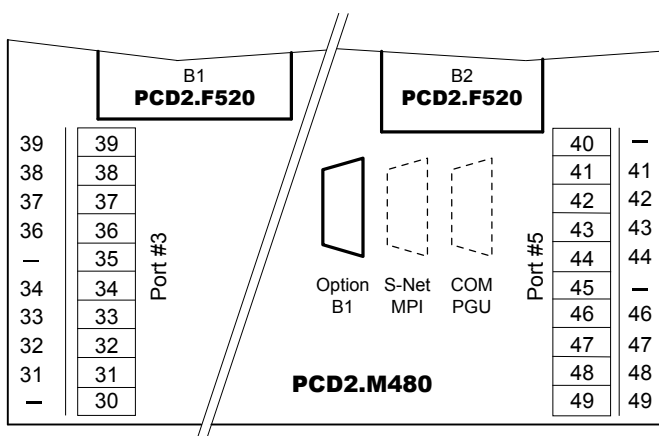 B1
PCD2.F520
B2
PCD2.F520
39 39
38 38
37 37
36 36
– 35
34 34
33 33
32 32
31 31
– 30
Port #3
Option
B1
S-Net
MPI
COM
PGU
Port #5
40 –
41 41
42 42
43 43
44 44
45 –
46 46
47 47
48 48
49 49
PCD2.M480